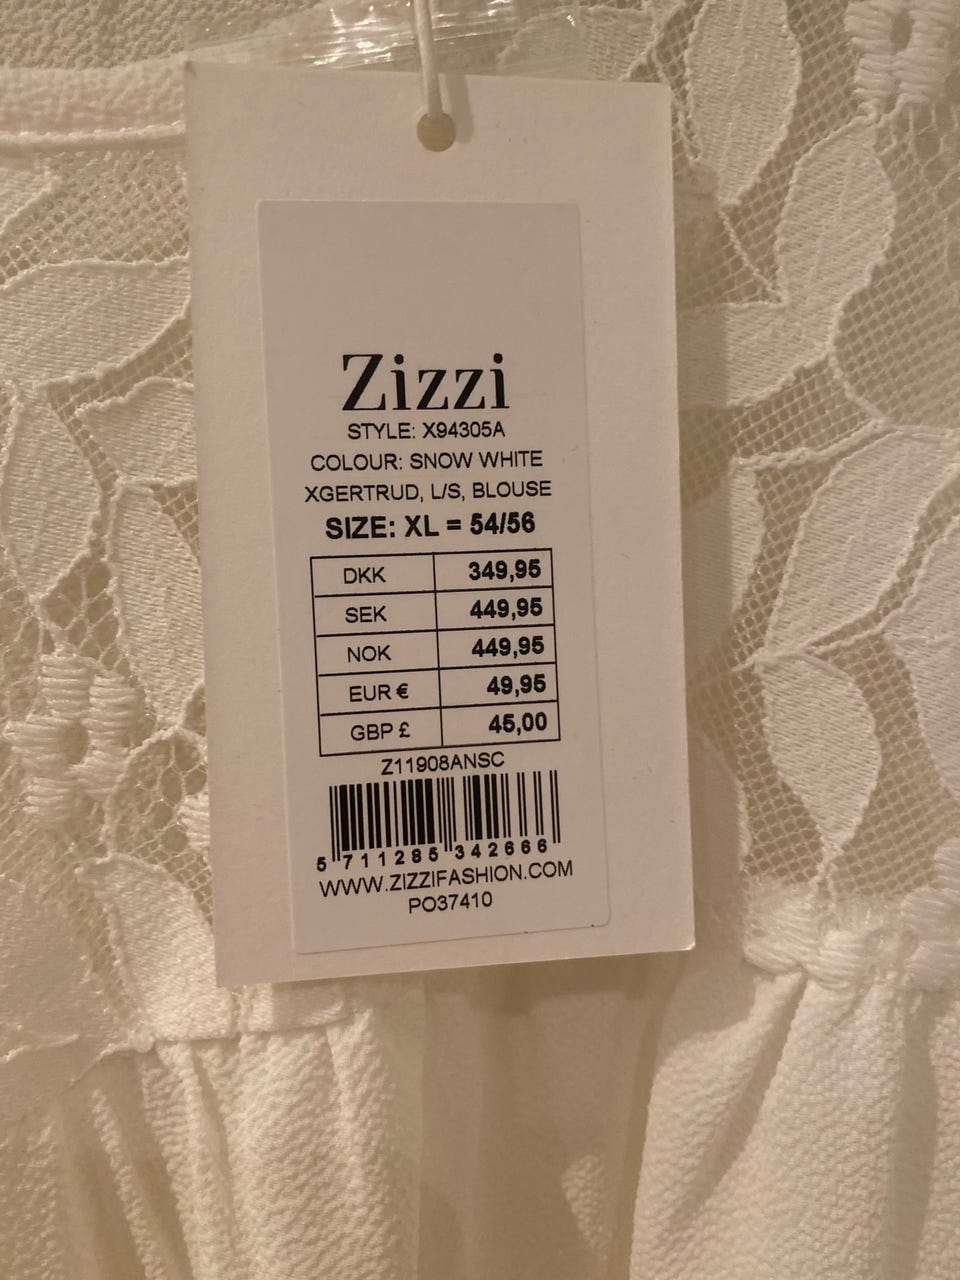 Zizzi
STYLE: X94305A
COLOUR: SNOW WHITE
XGERTRUD, L/S, BLOUSE
SIZE: XL = 54/56
DKK 349,95
SEK 449,95
NOK 449,95
EUR € 49,95
GBP £ 45,00
Z11908ANSC
5 711285 342666
WWW.ZIZZIFASHION.COM
PO37410